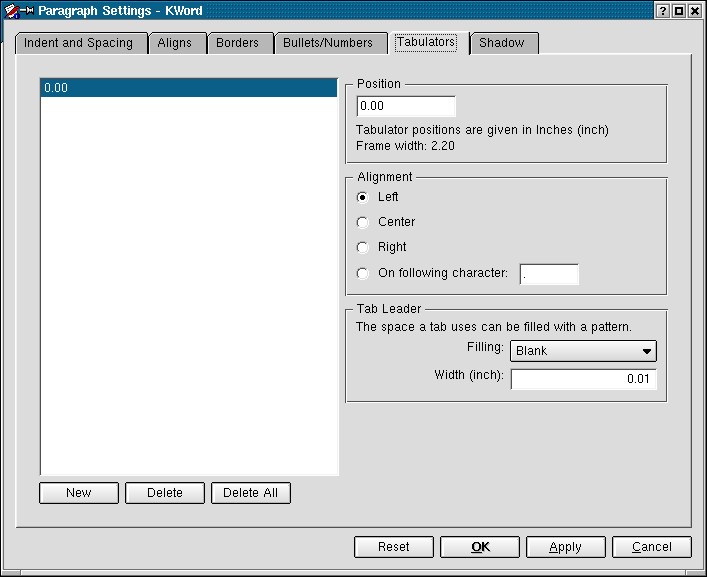 Paragraph Settings - KWord
Indent and Spacing Aligns Borders Bullets/Numbers Tabulators Shadow
0.00
Position
0.00
Tabulator positions are given in Inches (inch)
Frame width: 2.20
Alignment
Left
Center
Right
On following character: .
Tab Leader
The space a tab uses can be filled with a pattern.
Filling: Blank
Width (inch): 0.01
New Delete Delete All
Reset OK Apply Cancel